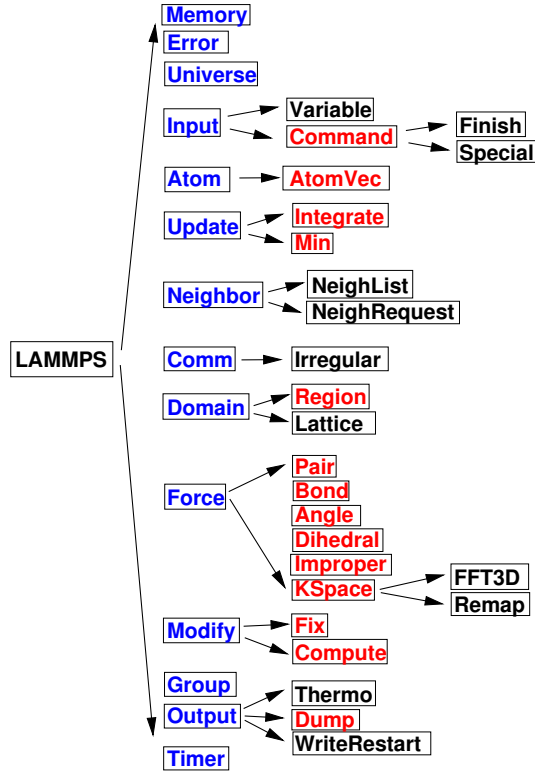 Memory
Error
Universe
Input
Variable
Command
Finish
Special
Atom
AtomVec
Update
Integrate
Min
Neighbor
NeighList
NeighRequest
LAMMPS
Comm
Irregular
Domain
Region
Lattice
Force
Pair
Bond
Angle
Dihedral
Improper
KSpace
FFT3D
Remap
Modify
Fix
Compute
Group
Output
Thermo
Dump
WriteRestart
Timer